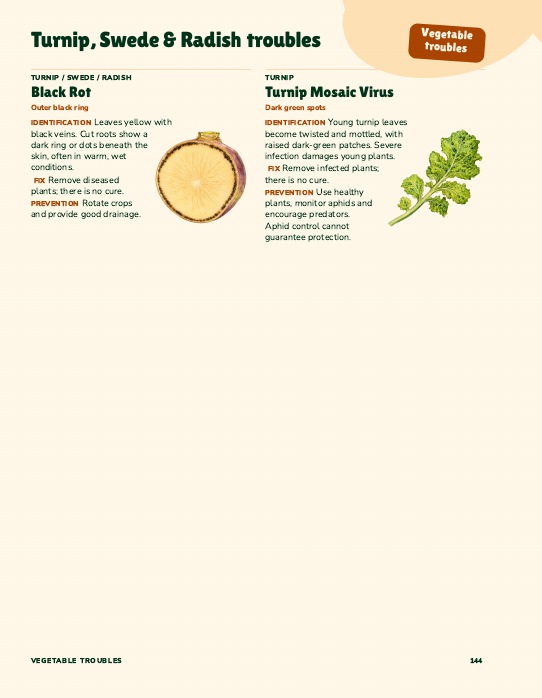 Turnip, Swede & Radish troubles
Vegetable
troubles
TURNIP / SWEDE / RADISH
Black Rot
Outer black ring
IDENTIFICATION Leaves yellow with
black veins. Cut roots show a
dark ring or dots beneath the
skin, often in warm, wet
conditions.
FIX Remove diseased
plants; there is no cure.
PREVENTION Rotate crops
and provide good drainage.
TURNIP
Turnip Mosaic Virus
Dark green spots
IDENTIFICATION Young turnip leaves
become twisted and mottled, with
raised dark-green patches. Severe
infection damages young plants.
FIX Remove infected plants;
there is no cure.
PREVENTION Use healthy
plants, monitor aphids and
encourage predators.
Aphid control cannot
guarantee protection.
VEGETABLE TROUBLES
144